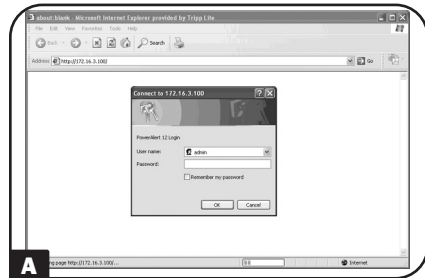 about:blank - Microsoft Internet Explorer provided by Tripp Lite
File Edit View Favorites Tools Help
Back Search
Address http://172.16.3.100/ Go
Connect to 172.16.3.100
PowerAlert 12 Login
User name: admin
Password:
Remember my password
OK Cancel
ng page http://172.16.3.100/... Internet
A